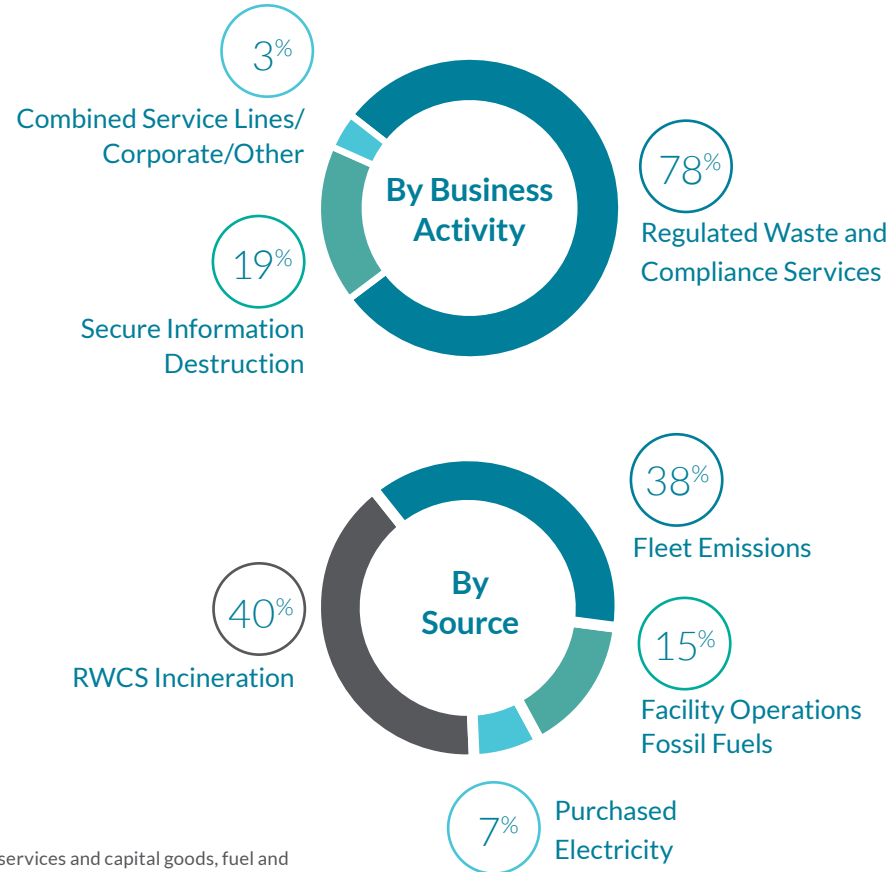 3%
Combined Service Lines/
Corporate/Other
By Business
Activity
78%
Regulated Waste and
Compliance Services
19%
Secure Information
Destruction
By
Source
38%
Fleet Emissions
40%
RWCS Incineration
15%
Facility Operations
Fossil Fuels
7%
Purchased
Electricity
services and capital goods, fuel and